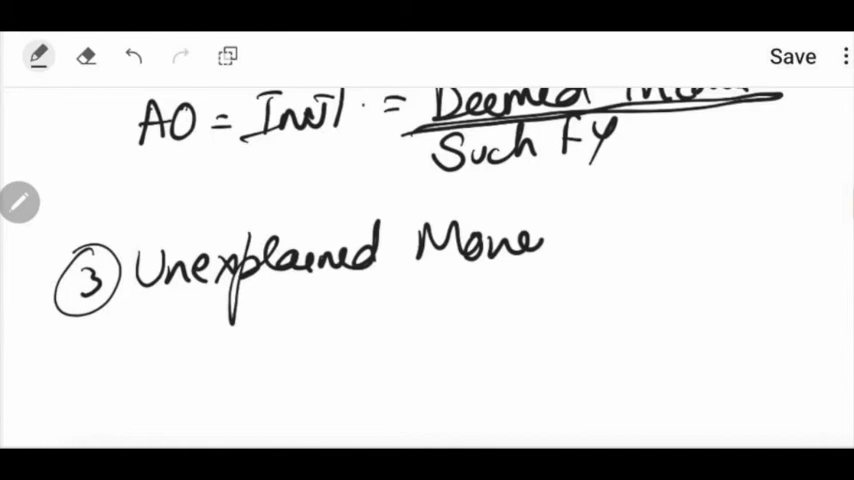 Save
AO = Invt. = Deemed
Such FY
3 Unexplained Mone